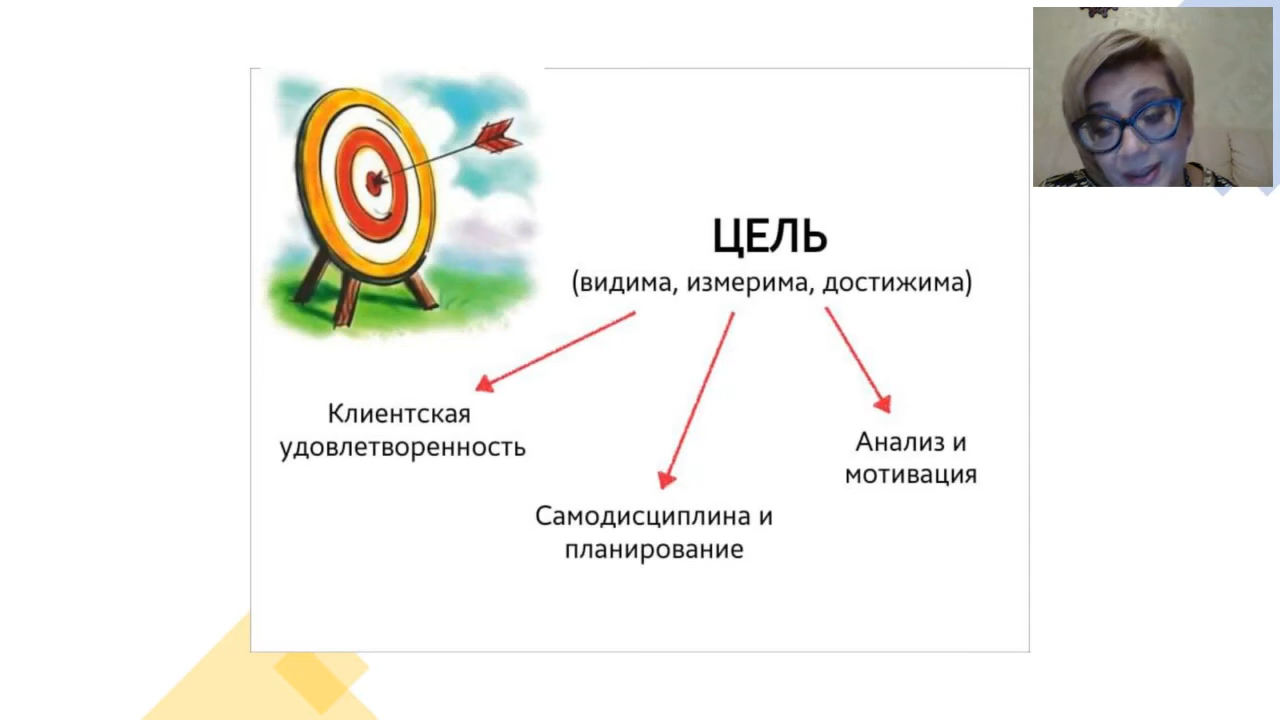 ЦЕЛЬ
(видима, измерима, достижима)
Клиентская
удовлетворенность
Самодисциплина и
планирование
Анализ и
мотивация